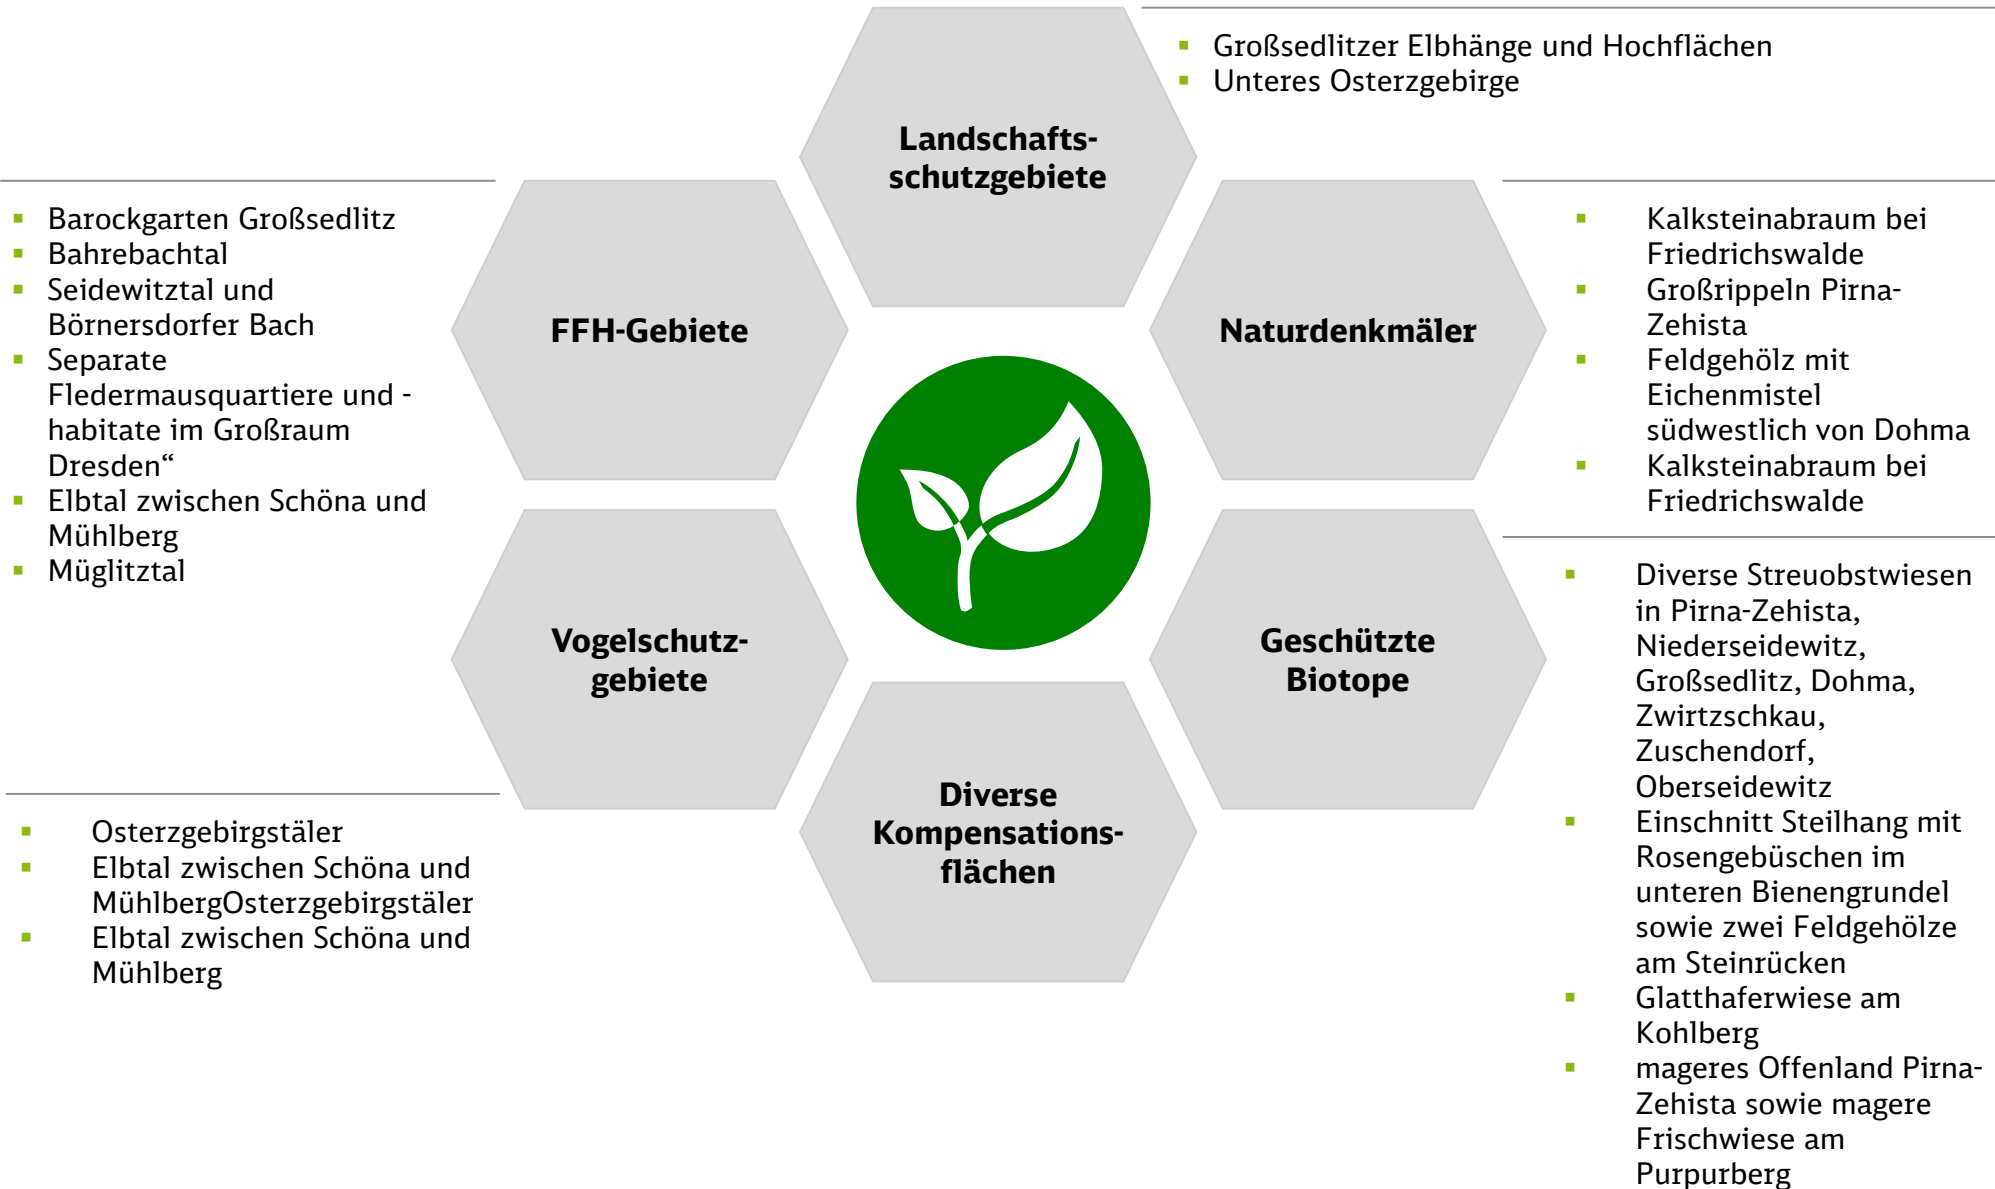 Großsedlitzer Elbhänge und Hochflächen
Unteres Osterzgebirge
Landschafts-
schutzgebiete
Barockgarten Großsedlitz
Bahrebachtal
Seidewitztal und
Börnersdorfer Bach
Separate
Fledermausquartiere und -
habitate im Großraum
Dresden“
Elbtal zwischen Schöna und
Mühlberg
Müglitztal
FFH-Gebiete
Naturdenkmäler
Kalksteinabraum bei
Friedrichswalde
Großrippeln Pirna-
Zehista
Feldgehölz mit
Eichenmistel
südwestlich von Dohma
Kalksteinabraum bei
Friedrichswalde
Vogelschutz-
gebiete
Geschützte
Biotope
Diverse Streuobstwiesen
in Pirna-Zehista,
Niederseidewitz,
Großsedlitz, Dohma,
Zwirtzschkau,
Zuschendorf,
Oberseidewitz
Einschnitt Steilhang mit
Rosengebüschen im
unteren Bienengrundel
sowie zwei Feldgehölze
am Steinrücken
Glatthaferwiese am
Kohlberg
mageres Offenland Pirna-
Zehista sowie magere
Frischwiese am
Purpurberg
Diverse
Kompensations-
flächen
Osterzgebirgstäler
Elbtal zwischen Schöna und
MühlbergOsterzgebirgstäler
Elbtal zwischen Schöna und
Mühlberg